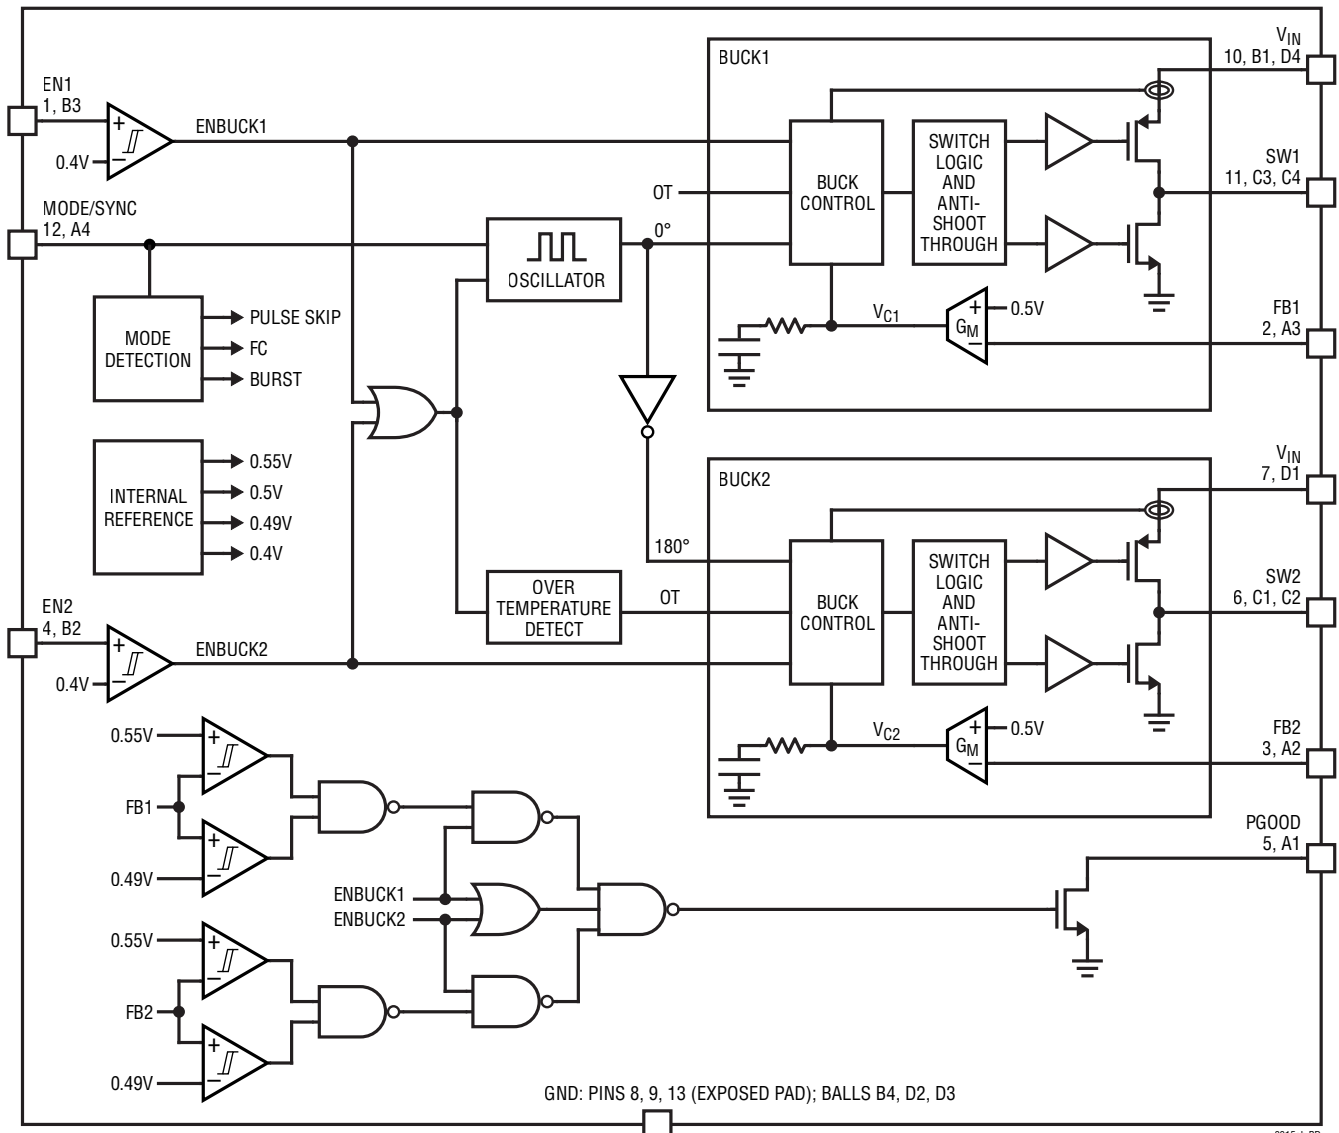 EN1
1, B3
0.4V
ENBUCK1
MODE/SYNC
12, A4
MODE
DETECTION
PULSE SKIP
FC
BURST
INTERNAL
REFERENCE
0.55V
0.5V
0.49V
0.4V
OSCILLATOR
0°
180°
OVER
TEMPERATURE
DETECT
OT
EN2
4, B2
0.4V
ENBUCK2
BUCK1
OT
BUCK
CONTROL
SWITCH
LOGIC
AND
ANTI-
SHOOT
THROUGH
VC1
GM
0.5V
VIN
10, B1, D4
SW1
11, C3, C4
FB1
2, A3
BUCK2
BUCK
CONTROL
SWITCH
LOGIC
AND
ANTI-
SHOOT
THROUGH
VC2
GM
0.5V
VIN
7, D1
SW2
6, C1, C2
FB2
3, A2
PGOOD
5, A1
0.55V
FB1
0.49V
ENBUCK1
ENBUCK2
0.55V
FB2
0.49V
GND: PINS 8, 9, 13 (EXPOSED PAD); BALLS B4, D2, D3